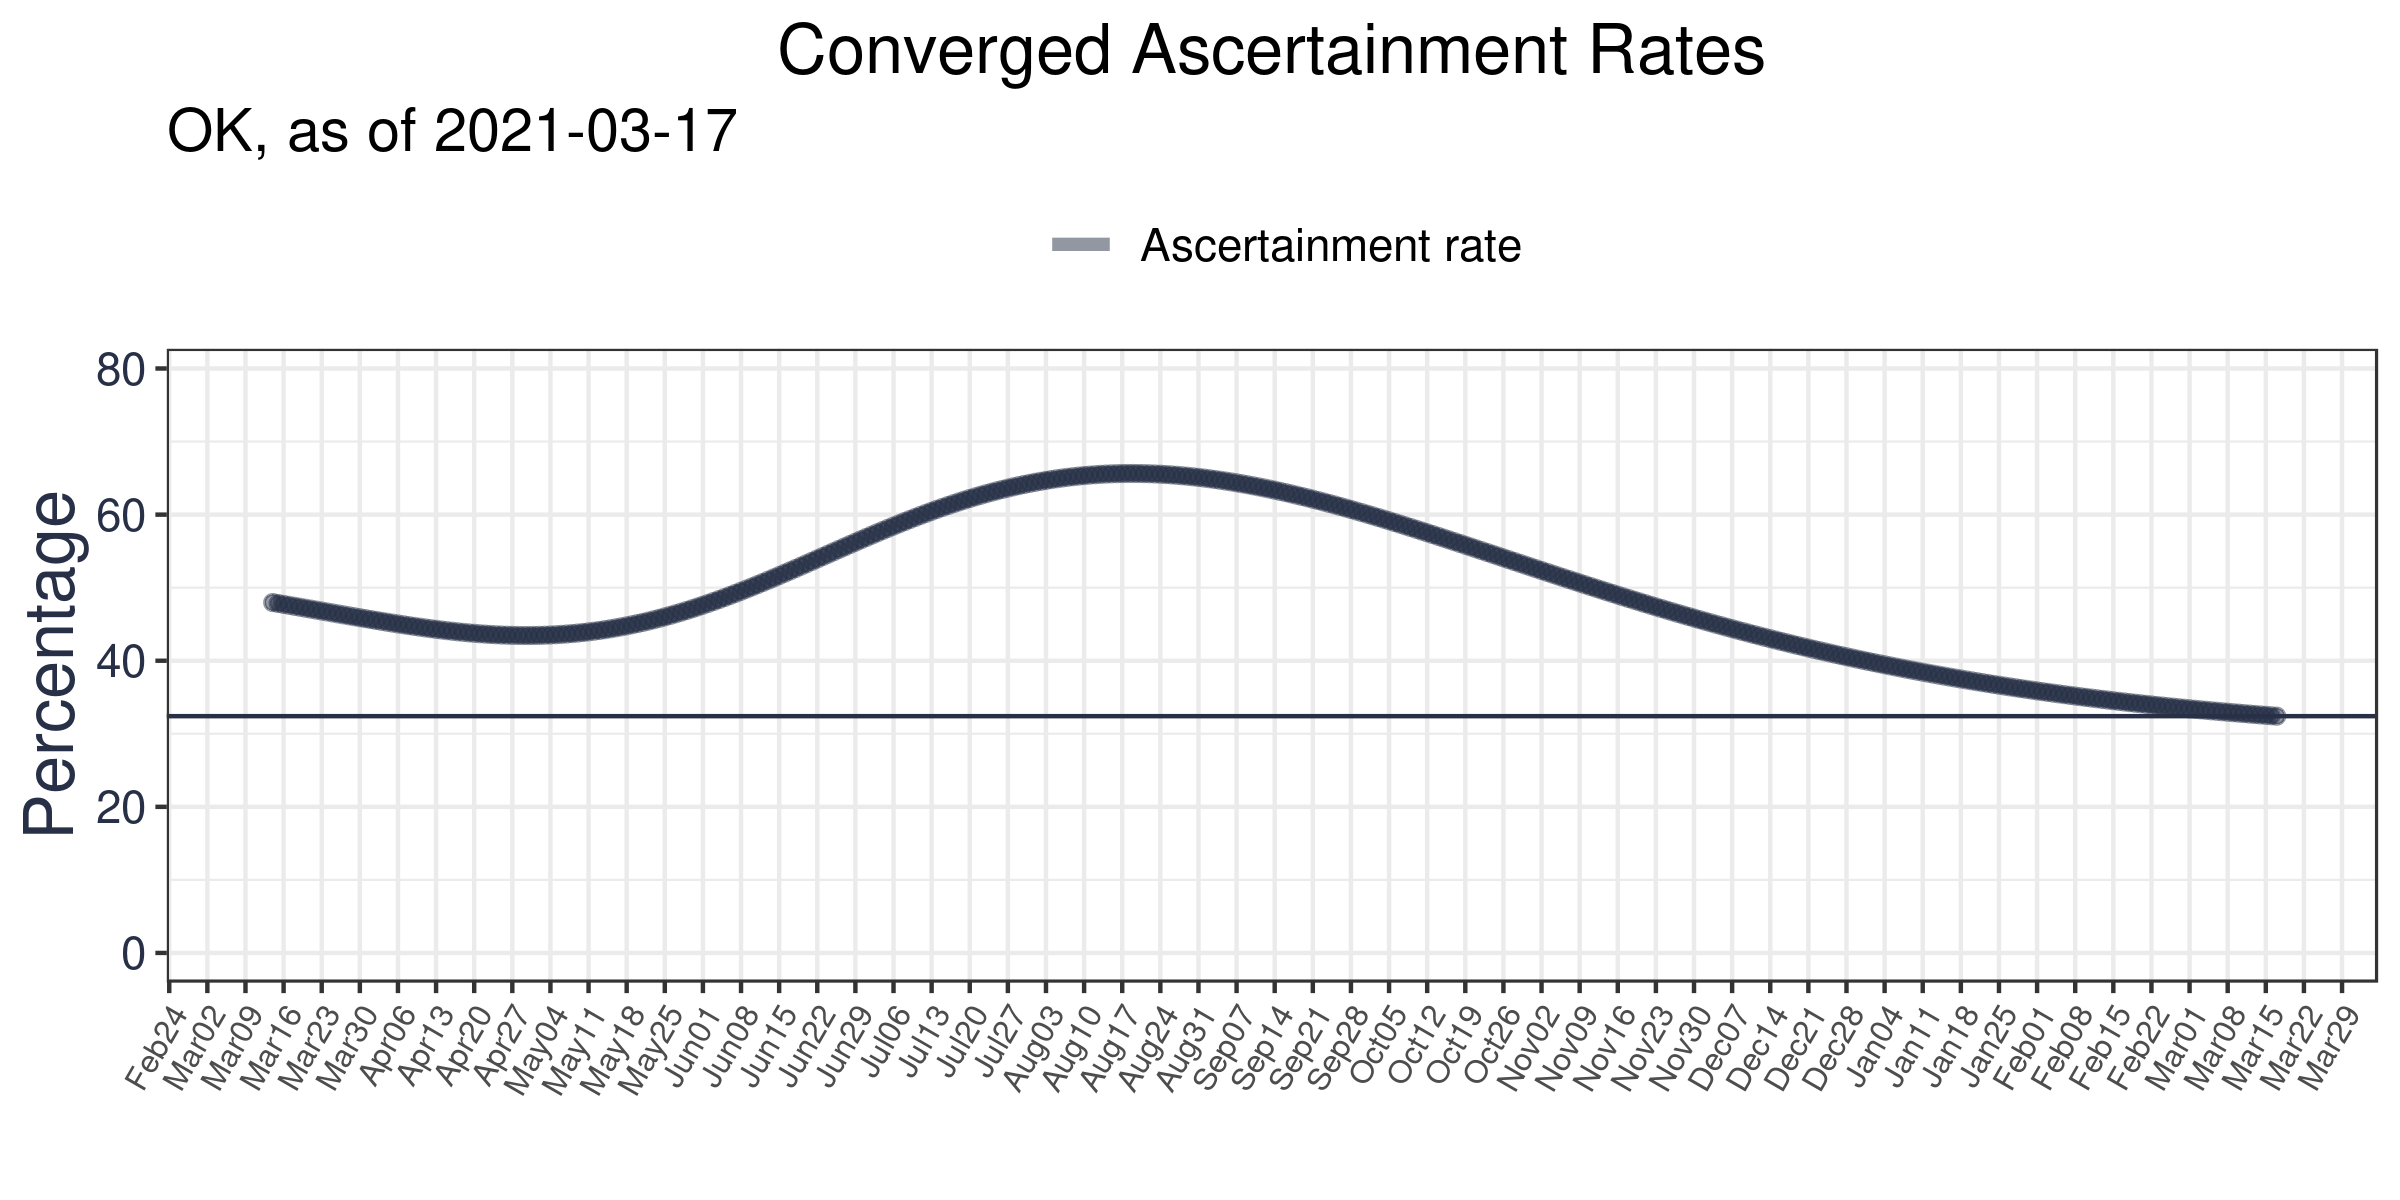 Converged Ascertainment Rates
OK, as of 2021-03-17
Ascertainment rate
Percentage
80
60
40
20
0
Feb24
Mar02
Mar09
Mar16
Mar23
Mar30
Apr06
Apr13
Apr20
Apr27
May04
May11
May18
May25
Jun01
Jun08
Jun15
Jun22
Jun29
Jul06
Jul13
Jul20
Jul27
Aug03
Aug10
Aug17
Aug24
Aug31
Sep07
Sep14
Sep21
Sep28
Oct05
Oct12
Oct19
Oct26
Nov02
Nov09
Nov16
Nov23
Nov30
Dec07
Dec14
Dec21
Dec28
Jan04
Jan11
Jan18
Jan25
Feb01
Feb08
Feb15
Feb22
Mar01
Mar08
Mar15
Mar22
Mar29